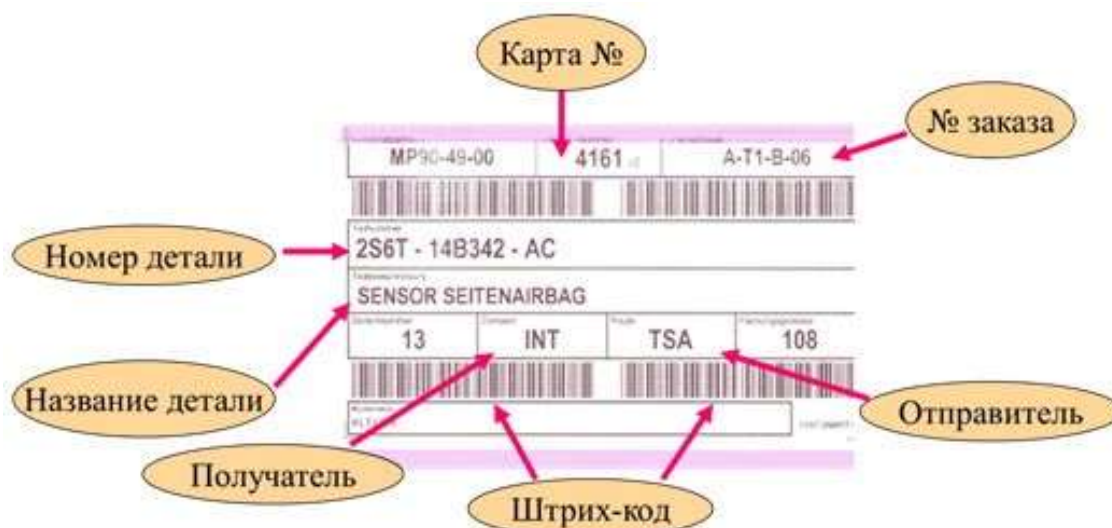 Карта №
№ заказа
MP90-49-00 4161 A-T1-B-06
Номер детали
2S6T - 14B342 - AC
SENSOR SEITENAIRBAG
13 INT TSA 108
Название детали
Отправитель
Получатель
Штрих-код